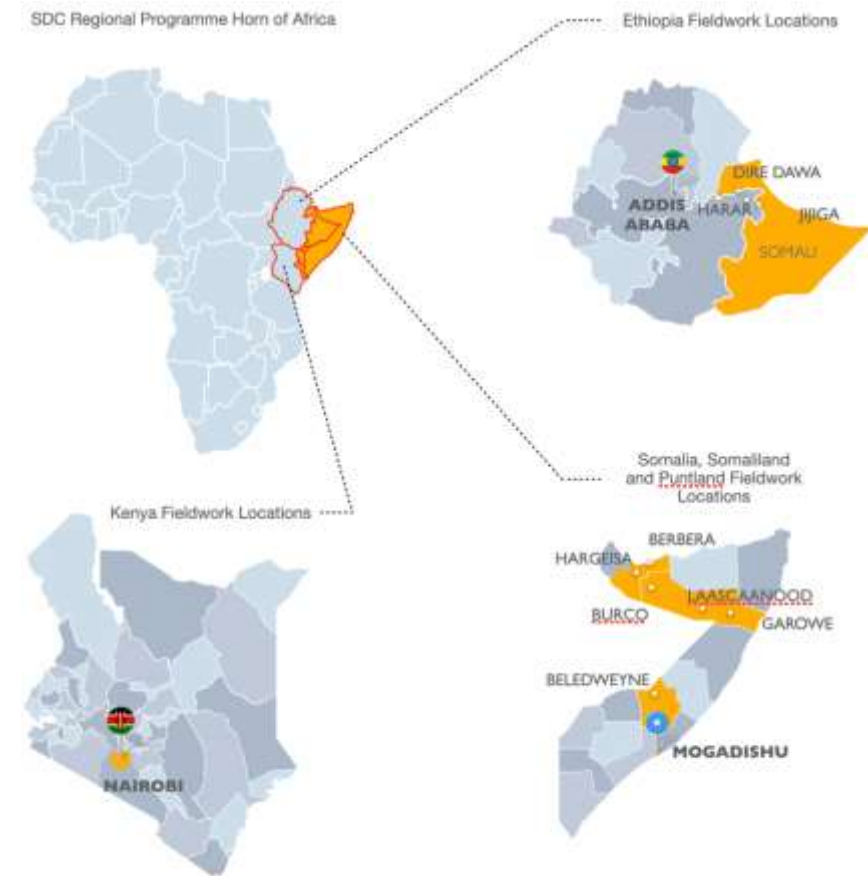 SDC Regional Programme Horn of Africa
Ethiopia Fieldwork Locations
DIRE DAWA
ADDIS
ABABA
HARAR
JIJIGA
SOMALI
Somalia, Somaliland
and Puntland Fieldwork
Locations
Kenya Fieldwork Locations
BERBERA
HARGEISA
LAASCAANOOD
BURCO
GAROWE
BELEDWEYNE
MOGADISHU
NAIROBI